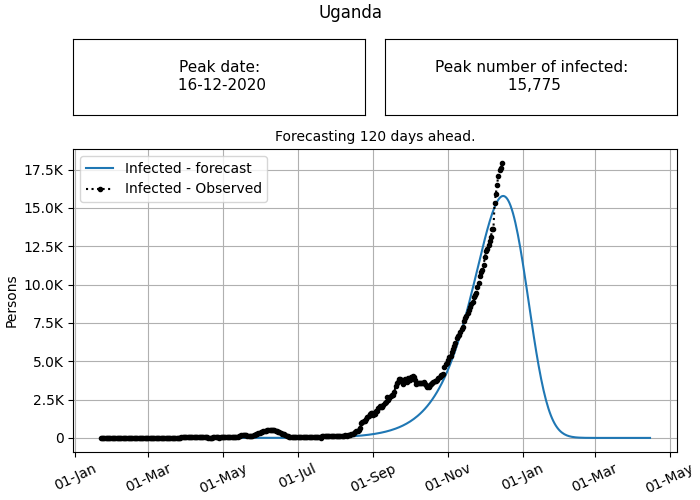 Uganda
Peak date:
16-12-2020
Peak number of infected:
15,775
Forecasting 120 days ahead.
Infected - forecast
Infected - Observed
17.5K
15.0K
12.5K
10.0K
7.5K
5.0K
2.5K
0
Persons
01-Jan
01-Mar
01-May
01-Jul
01-Sep
01-Nov
01-Jan
01-Mar
01-May